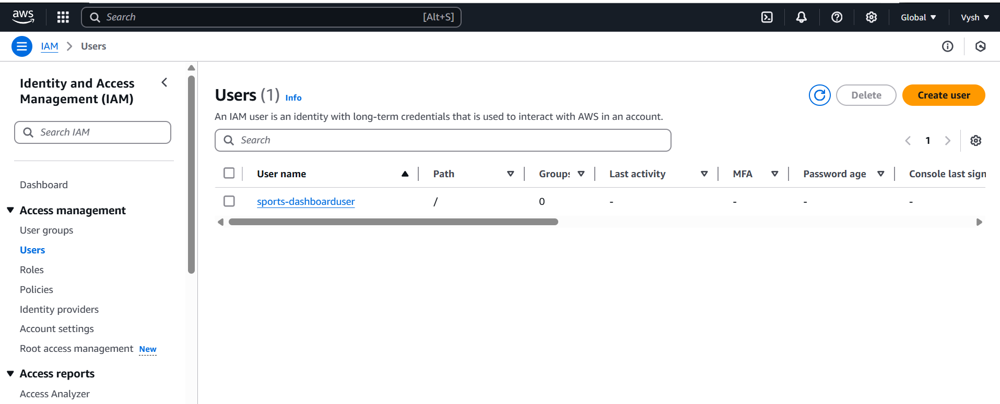 aws
Search [Alt+S]
Global Vysh
IAM Users
Identity and Access
Management (IAM)
Search IAM
Dashboard
Access management
User groups
Users
Roles
Policies
Identity providers
Account settings
Root access management New
Access reports
Access Analyzer
Users (1) Info
Delete
Create user
An IAM user is an identity with long-term credentials that is used to interact with AWS in an account.
Search
1
User name Path Groups Last activity MFA Password age Console last sign
sports-dashboarduser / 0 - - - -